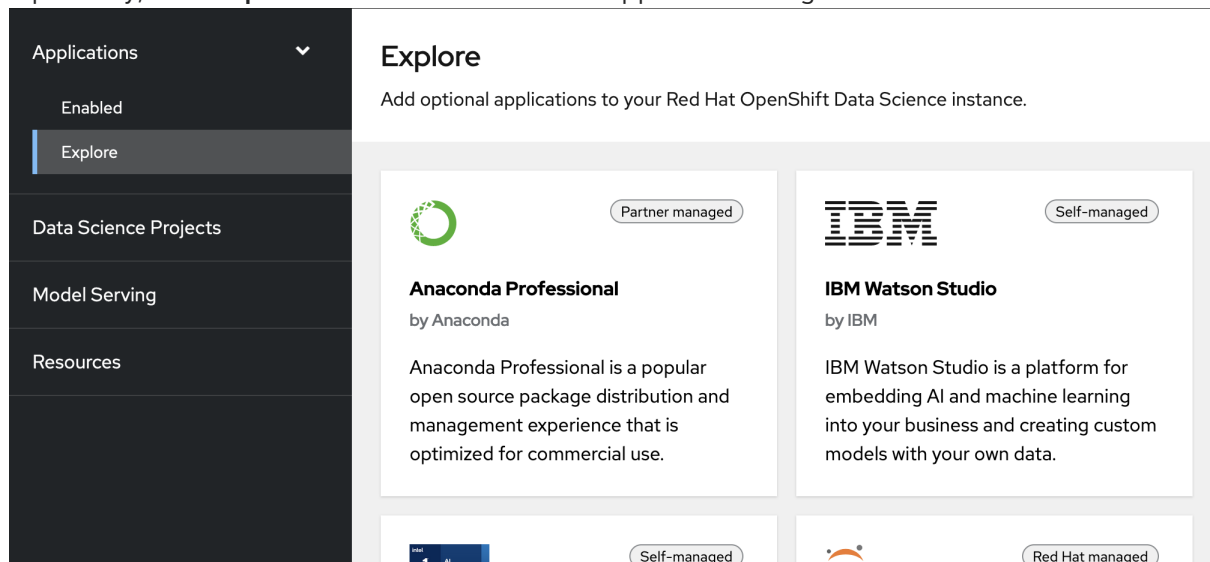 Applications
Enabled
Explore
Data Science Projects
Model Serving
Resources
Explore
Add optional applications to your Red Hat OpenShift Data Science instance.
Partner managed
Anaconda Professional
by Anaconda
Anaconda Professional is a popular
open source package distribution and
management experience that is
optimized for commercial use.
IBM
Self-managed
IBM Watson Studio
by IBM
IBM Watson Studio is a platform for
embedding AI and machine learning
into your business and creating custom
models with your own data.
intel
AI
Self-managed
Red Hat managed